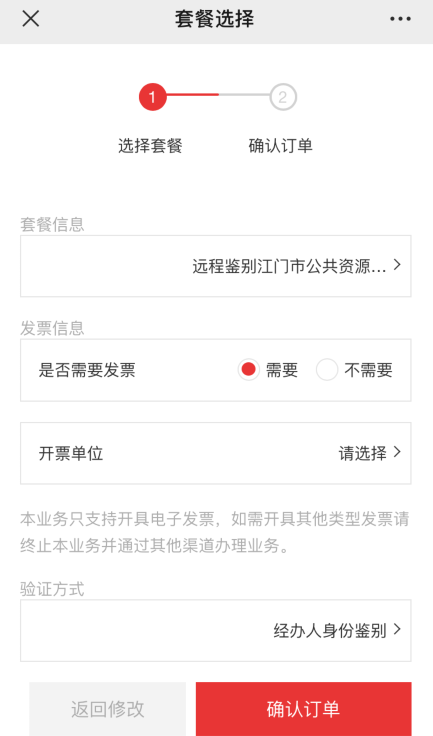 套餐选择
1
2
选择套餐
确认订单
套餐信息
远程鉴别江门市公共资源...
发票信息
是否需要发票
需要
不需要
开票单位
请选择
本业务只支持开具电子发票，如需开具其他类型发票请
终止本业务并通过其他渠道办理业务。
验证方式
经办人身份鉴别
返回修改
确认订单